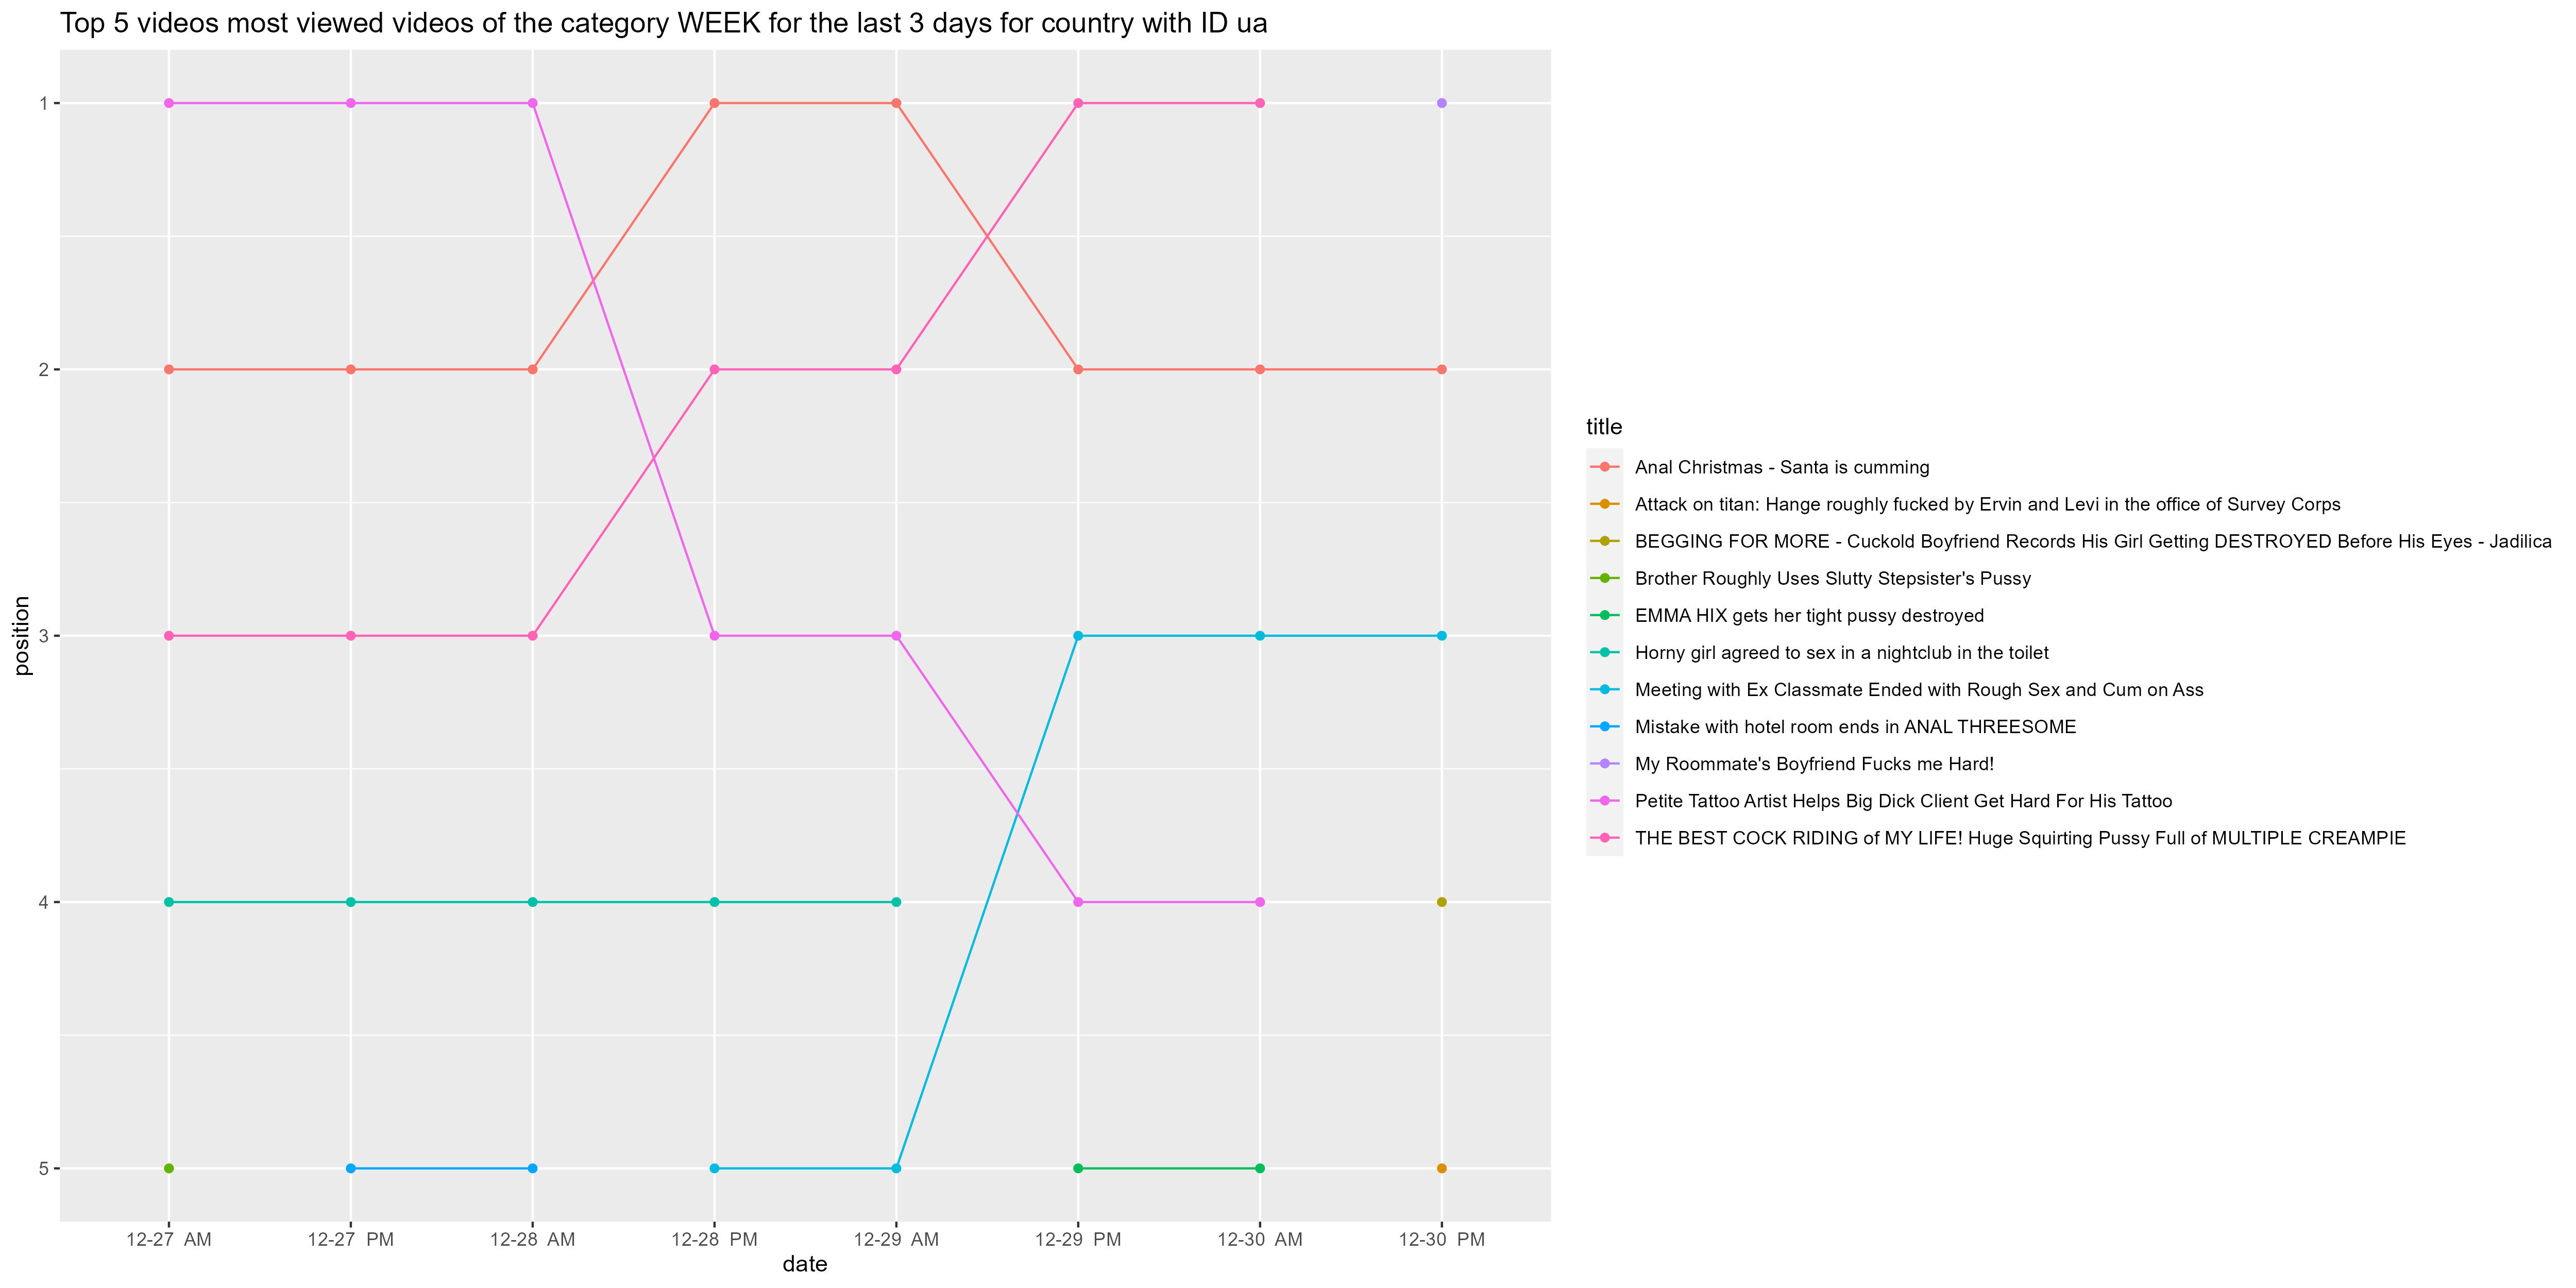 Top 5 videos most viewed videos of the category WEEK for the last 3 days for country with ID ua
position
1
2
3
4
5
12-27 AM
12-27 PM
12-28 AM
12-28 PM
12-29 AM
12-29 PM
12-30 AM
12-30 PM
date
title
Anal Christmas - Santa is cumming
Attack on titan: Hange roughly fucked by Ervin and Levi in the office of Survey Corps
BEGGING FOR MORE - Cuckold Boyfriend Records His Girl Getting DESTROYED Before His Eyes - Jadilica
Brother Roughly Uses Slutty Stepsister's Pussy
EMMA HIX gets her tight pussy destroyed
Horny girl agreed to sex in a nightclub in the toilet
Meeting with Ex Classmate Ended with Rough Sex and Cum on Ass
Mistake with hotel room ends in ANAL THREESOME
My Roommate's Boyfriend Fucks me Hard!
Petite Tattoo Artist Helps Big Dick Client Get Hard For His Tattoo
THE BEST COCK RIDING of MY LIFE! Huge Squirting Pussy Full of MULTIPLE CREAMPIE